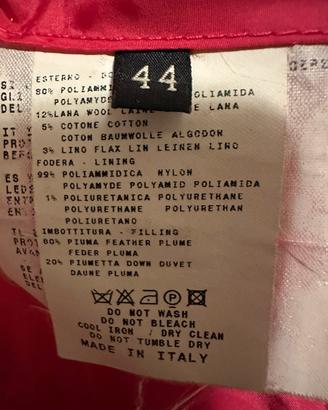 44
ESTERNO -
80% POLIAMMI
POLYAMYDE POLIAMIDA
12% LANA WOOL LAINE LANA
5% COTONE COTTON
COTON BAUMWOLLE ALGODON
3% LINO FLAX LIN LEINEN LINO
FODERA - LINING
99% POLIAMMIDICA NYLON
POLYAMYDE POLYAMID POLIAMIDA
1% POLIURETANICA POLYURETHANE
POLYURETHANE POLYURETHAN
POLIURETANO
IMBOTTITURA - FILLING
80% PIUMA FEATHER PLUME
FEDER PLUMA
20% PIUMETTA DOWN DUVET
DAUNE PLUMA
DO NOT WASH
DO NOT BLEACH
COOL IRON / DRY CLEAN
DO NOT TUMBLE DRY
MADE IN ITALY